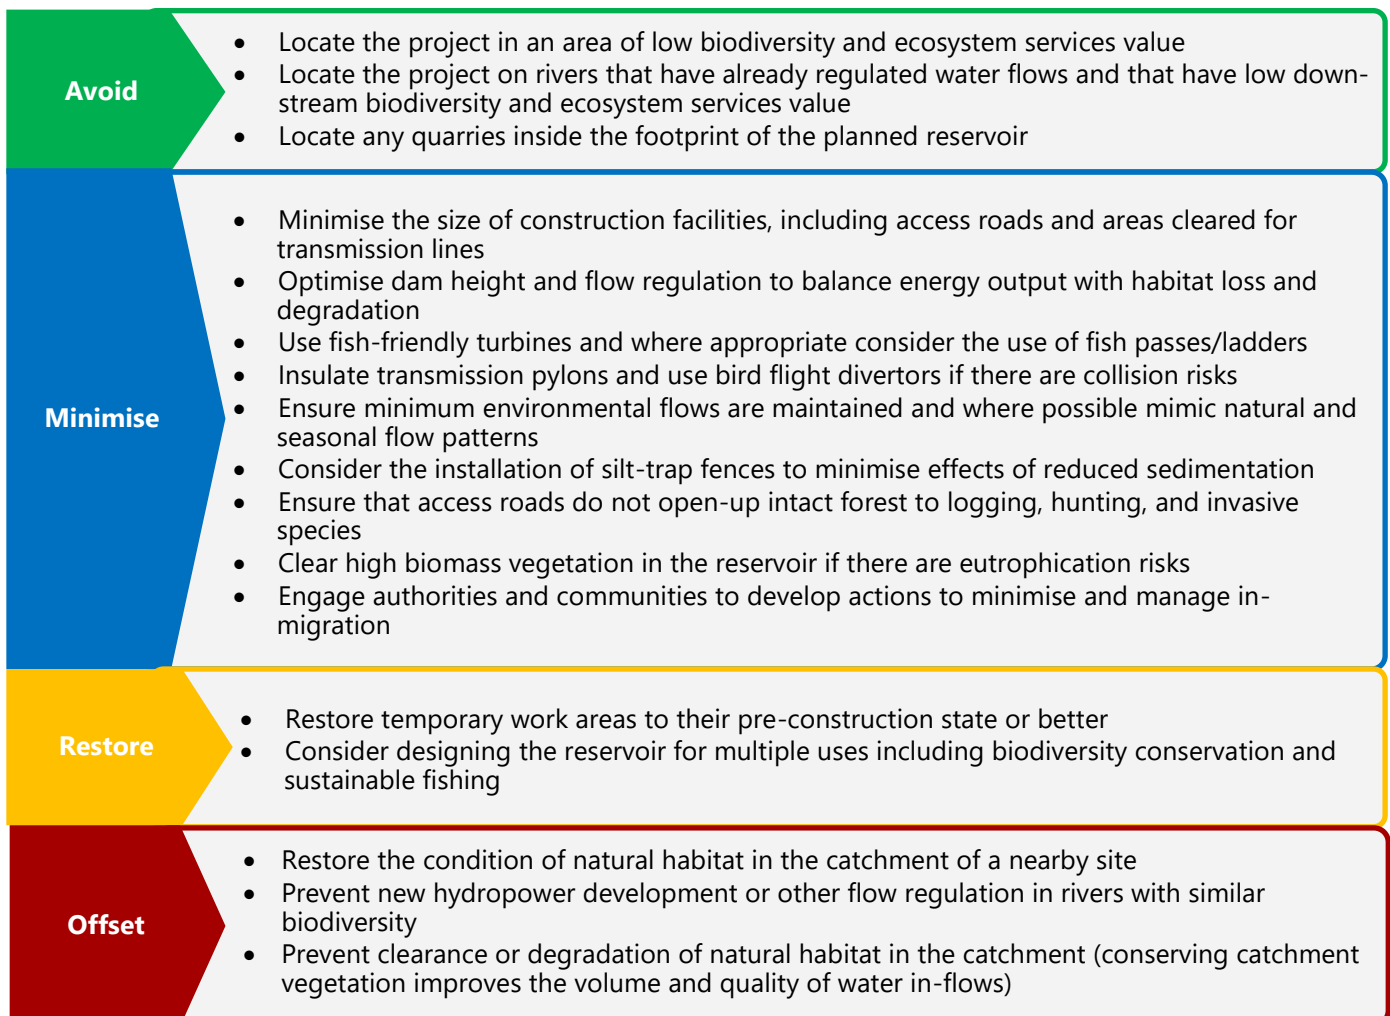 Avoid
• Locate the project in an area of low biodiversity and ecosystem services value
• Locate the project on rivers that have already regulated water flows and that have low down-
stream biodiversity and ecosystem services value
• Locate any quarries inside the footprint of the planned reservoir
Minimise
• Minimise the size of construction facilities, including access roads and areas cleared for
transmission lines
• Optimise dam height and flow regulation to balance energy output with habitat loss and
degradation
• Use fish-friendly turbines and where appropriate consider the use of fish passes/ladders
• Insulate transmission pylons and use bird flight divertors if there are collision risks
• Ensure minimum environmental flows are maintained and where possible mimic natural and
seasonal flow patterns
• Consider the installation of silt-trap fences to minimise effects of reduced sedimentation
• Ensure that access roads do not open-up intact forest to logging, hunting, and invasive
species
• Clear high biomass vegetation in the reservoir if there are eutrophication risks
• Engage authorities and communities to develop actions to minimise and manage in-
migration
Restore
• Restore temporary work areas to their pre-construction state or better
• Consider designing the reservoir for multiple uses including biodiversity conservation and
sustainable fishing
Offset
• Restore the condition of natural habitat in the catchment of a nearby site
• Prevent new hydropower development or other flow regulation in rivers with similar
biodiversity
• Prevent clearance or degradation of natural habitat in the catchment (conserving catchment
vegetation improves the volume and quality of water in-flows)